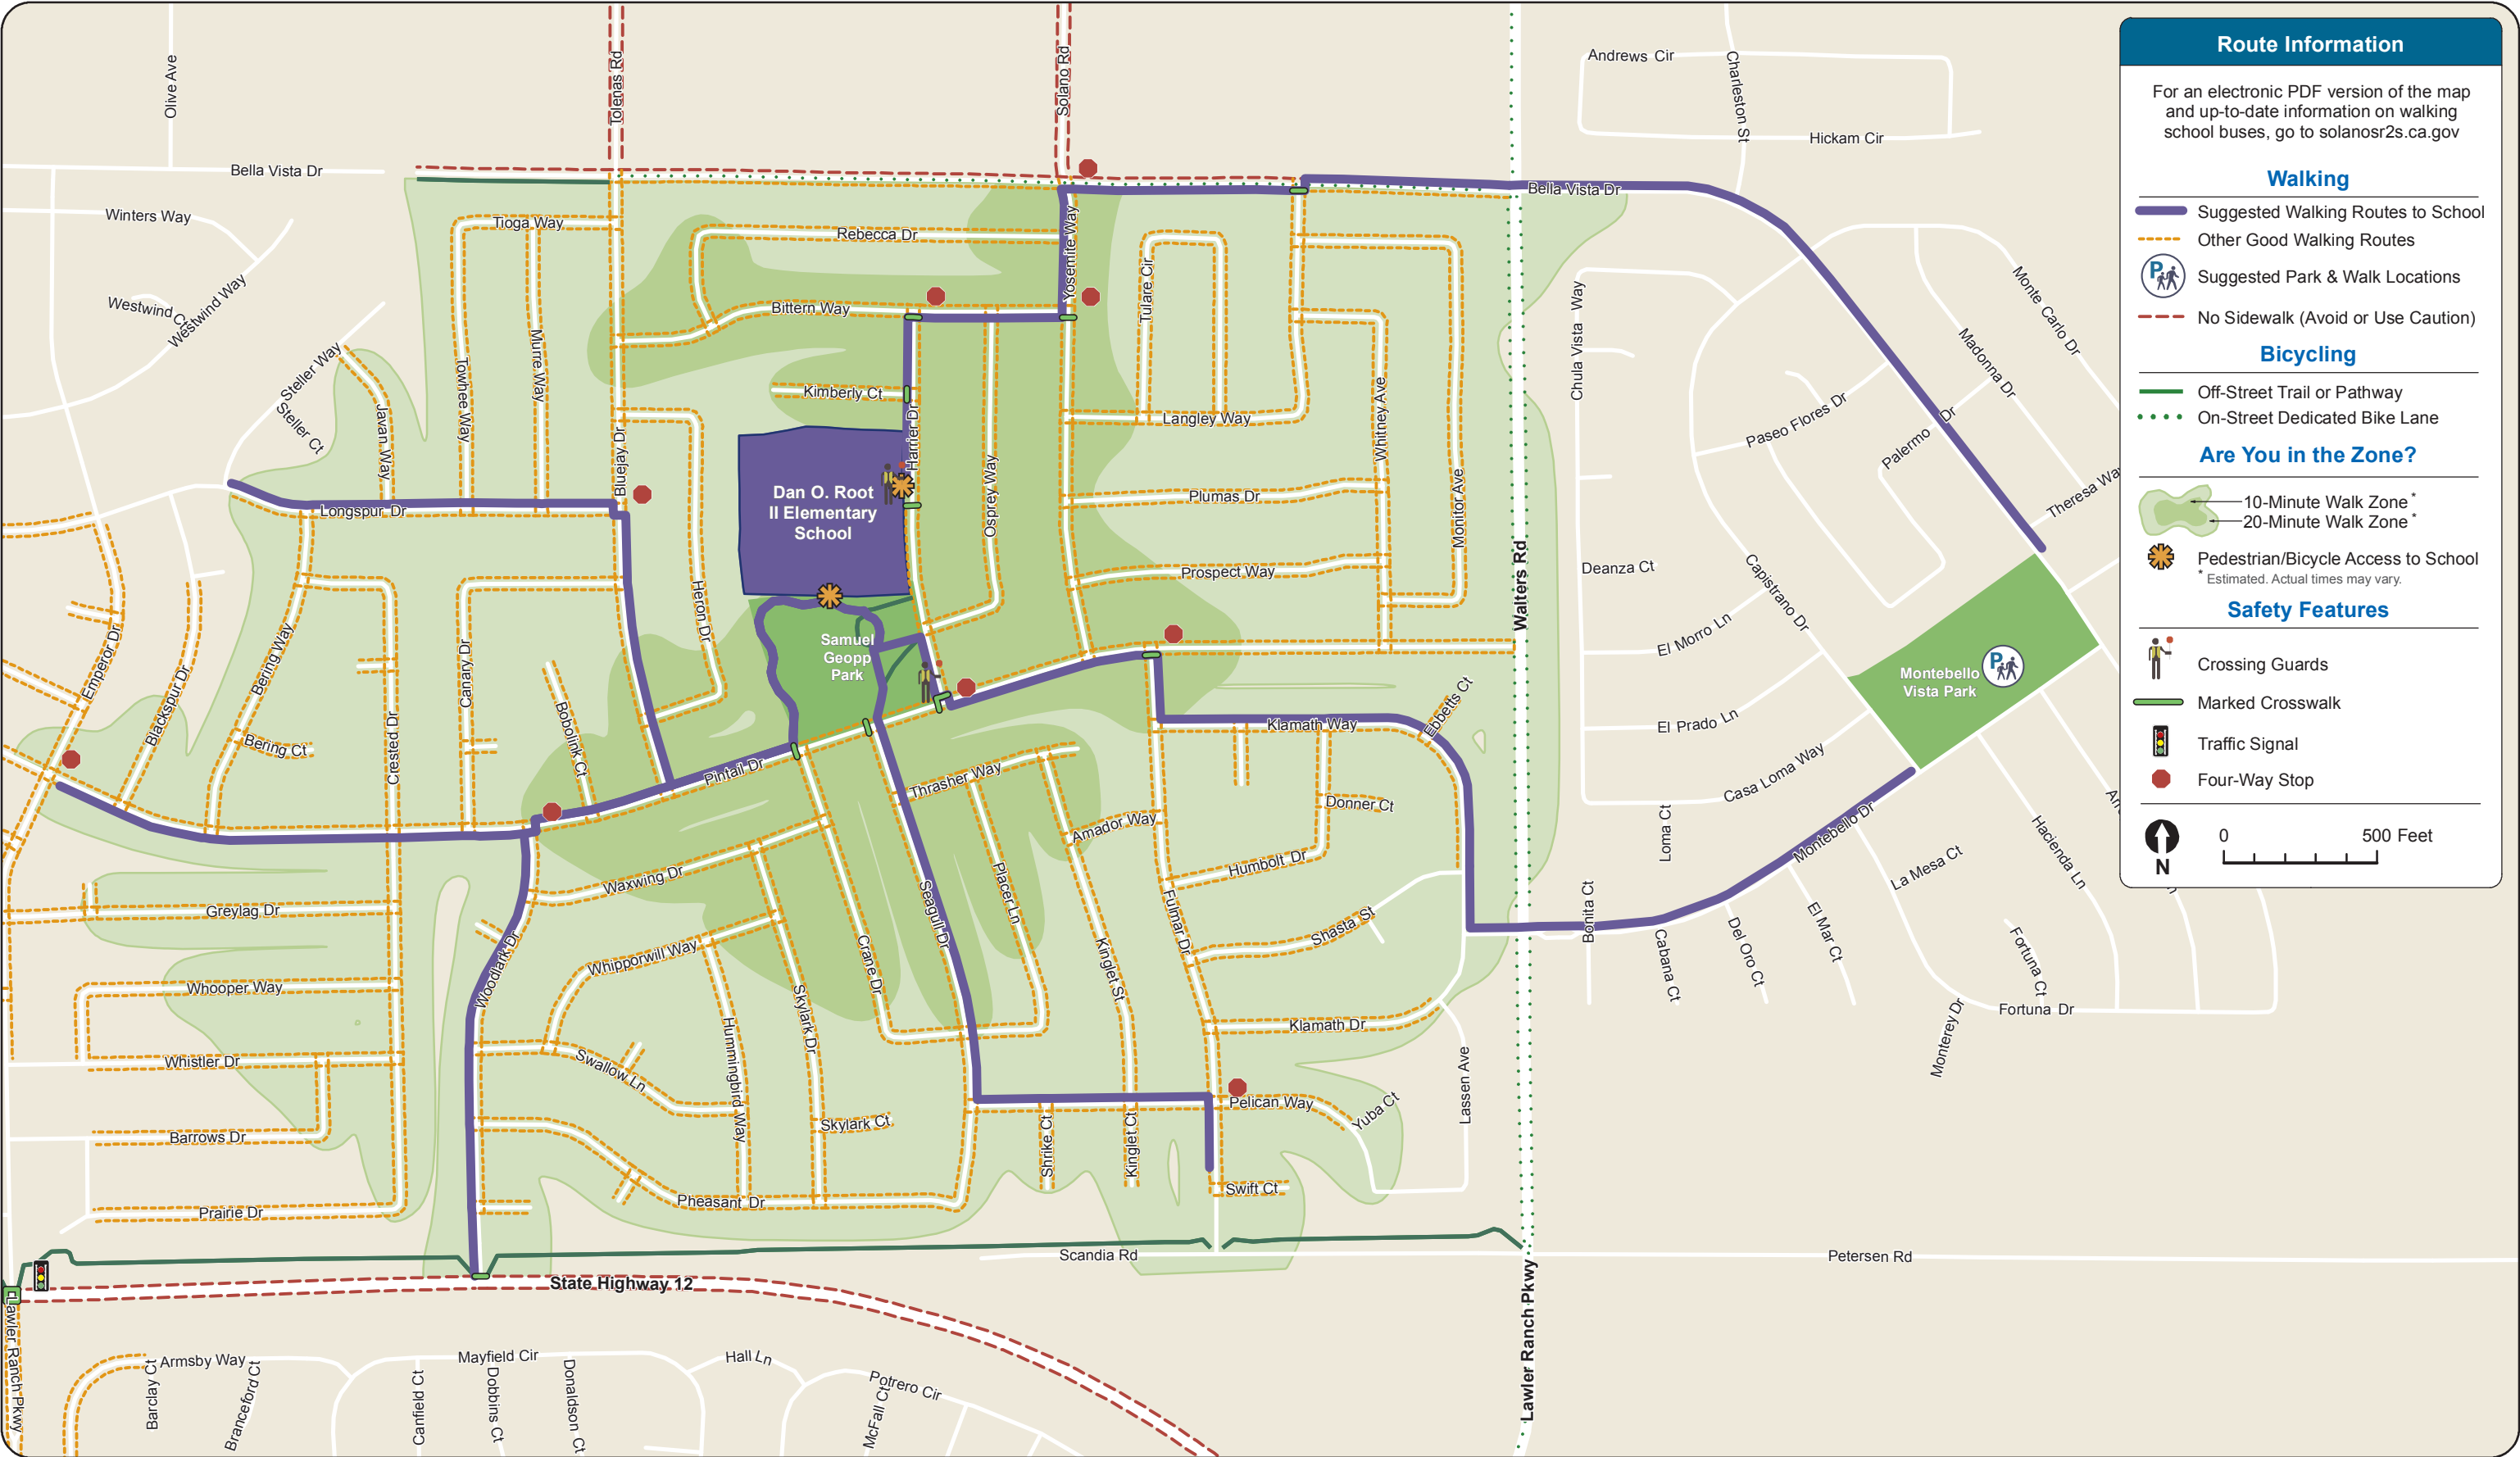 Olive Ave
Tolenas Rd
Solano Rd
Andrews Cir
Charleston St
Hickam Cir
Bella Vista Dr
Bella Vista Dr
Winters Way
Tioga Way
Rebecca Dr
Yosemite Way
Westwind Way
Bittern Way
Tulare Cir
Chula Vista Way
Monte Carlo Dr
Steller Way
Steller Ct
Javan Way
Towhee Way
Murre Way
Bluejay Dr
Kimberly Ct
Harrier Dr
Osprey Way
Langley Way
Whitney Ave
Madonna Dr
Paseo Flores Dr
Palermo Dr
Longspur Dr
Dan O. Root
II Elementary
School
Plumas Dr
Monitor Ave
Walters Rd
Prospect Way
Deanza Ct
Capistrano Dr
Emperor Dr
Blackspur Dr
Bering Way
Bering Ct
Crested Dr
Canary Dr
Bobolink Ct
Heron Dr
Samuel
Geopp
Park
El Morro Ln
Montebello
Vista Park
P
El Prado Ln
Klamath Way
Ebbetts Ct
Pintail Dr
Thrasher Way
Casa Loma Way
Donner Ct
Amador Way
Loma Ct
Montebello Dr
Hacienda Ln
Humbolt Dr
La Mesa Ct
Waxwing Dr
Greylag Dr
Seagull Dr
Placer Ln
Fulmar Dr
Shasta St
Bonita Ct
Cabana Ct
Del Oro Ct
El Mar Ct
Fortuna Ct
Fortuna Dr
Monterey Dr
Woodlark Dr
Whipporwill Way
Crane Dr
Kinglet St
Whooper Way
Skylark Dr
Klamath Dr
Hummingbird Way
Swallow Ln
Whistler Dr
Lassen Ave
Pelican Way
Yuba Ct
Skylark Ct
Shrike Ct
Kinglet Ct
Barrows Dr
Swift Ct
Pheasant Dr
Prairie Dr
Scandia Rd
Petersen Rd
State Highway 12
Lawler Ranch Pkwy
Lawler Ranch Pkwy
Armsby Way
Barclay Ct
Branceford Ct
Mayfield Cir
Canfield Ct
Dobbins Ct
Donaldson Ct
Hall Ln
Potrero Cir
McFall Ct
Route Information
For an electronic PDF version of the map
and up-to-date information on walking
school buses, go to solanosr2s.ca.gov
Walking
Suggested Walking Routes to School
Other Good Walking Routes
P
Suggested Park & Walk Locations
No Sidewalk (Avoid or Use Caution)
Bicycling
Off-Street Trail or Pathway
On-Street Dedicated Bike Lane
Are You in the Zone?
10-Minute Walk Zone *
20-Minute Walk Zone *
Pedestrian/Bicycle Access to School
* Estimated. Actual times may vary.
Safety Features
Crossing Guards
Marked Crosswalk
Traffic Signal
Four-Way Stop
N
0 500 Feet